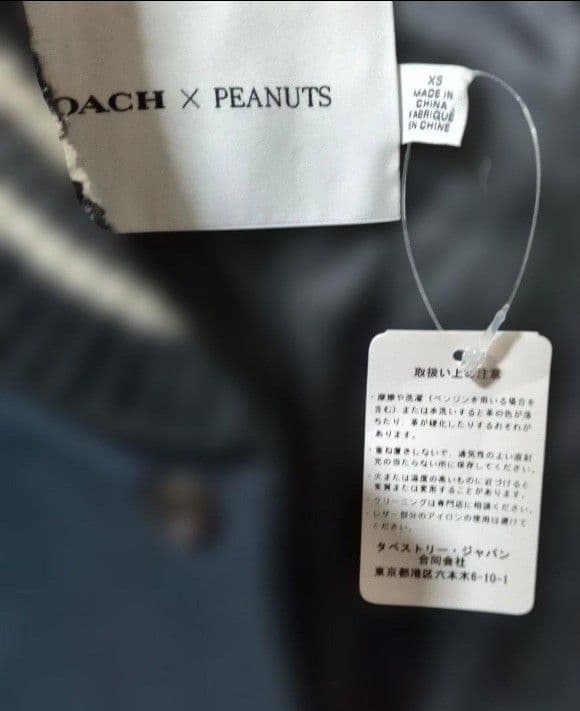 OACH × PEANUTS
XS
MADE IN
CHINA
FABRIQUÉ
EN CHINE
取扱い上の注意
・摩擦や洗濯（ベンジンを用いる場合を
含む）または水洗いすると革の色が落
ちたり、革が硬化したりするおそれが
あります。
・重ね置きしないで、通気性のよい直射
光の当たらない所に保存してください。
・火または温度の高いものに近づけると
変質または変形することがあります。
・クリーニングは専門店に相談ください。
・レザー部分のアイロンの使用は避けて
ください。
タペストリー・ジャパン
合同会社
東京都港区六本木6-10-1